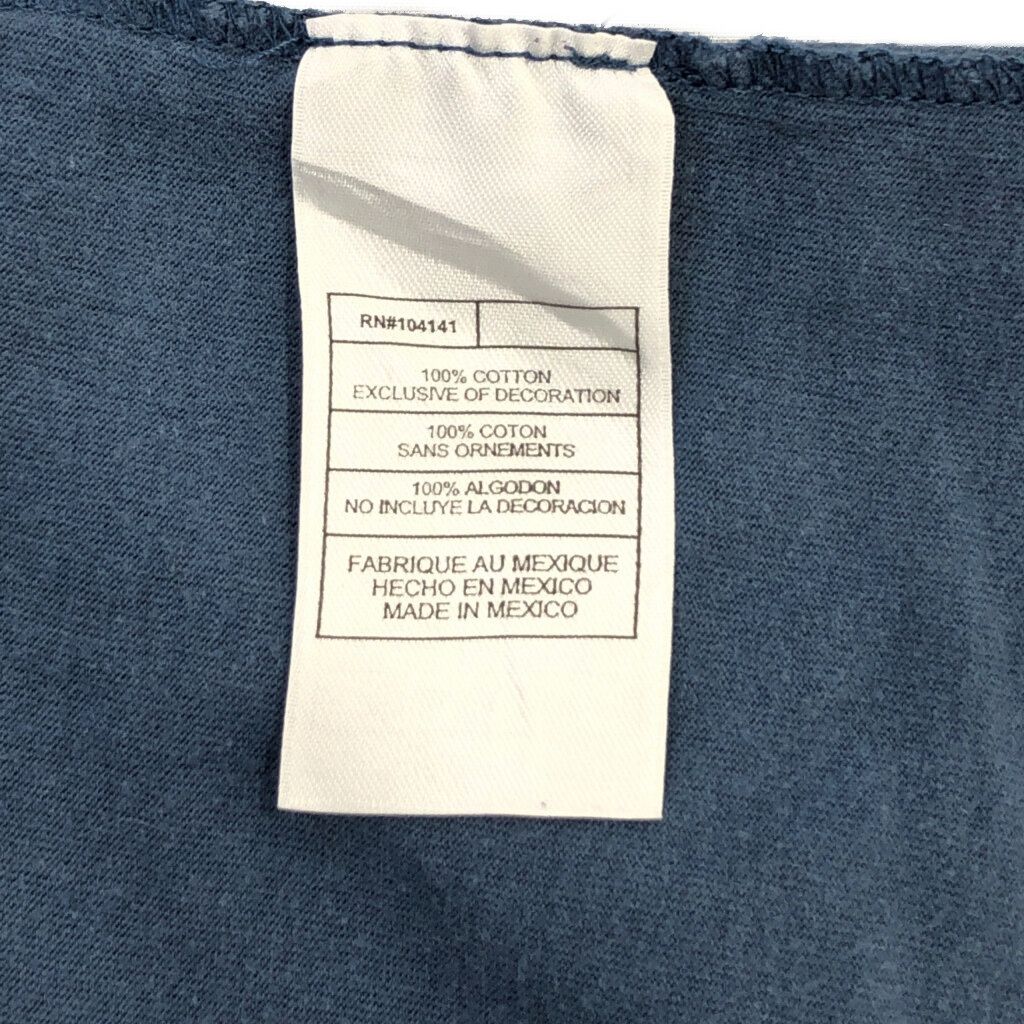 RN#104141
100% COTTON
EXCLUSIVE OF DECORATION
100% COTON
SANS ORNEMENTS
100% ALGODON
NO INCLUYE LA DECORACION
FABRIQUE AU MEXIQUE
HECHO EN MEXICO
MADE IN MEXICO